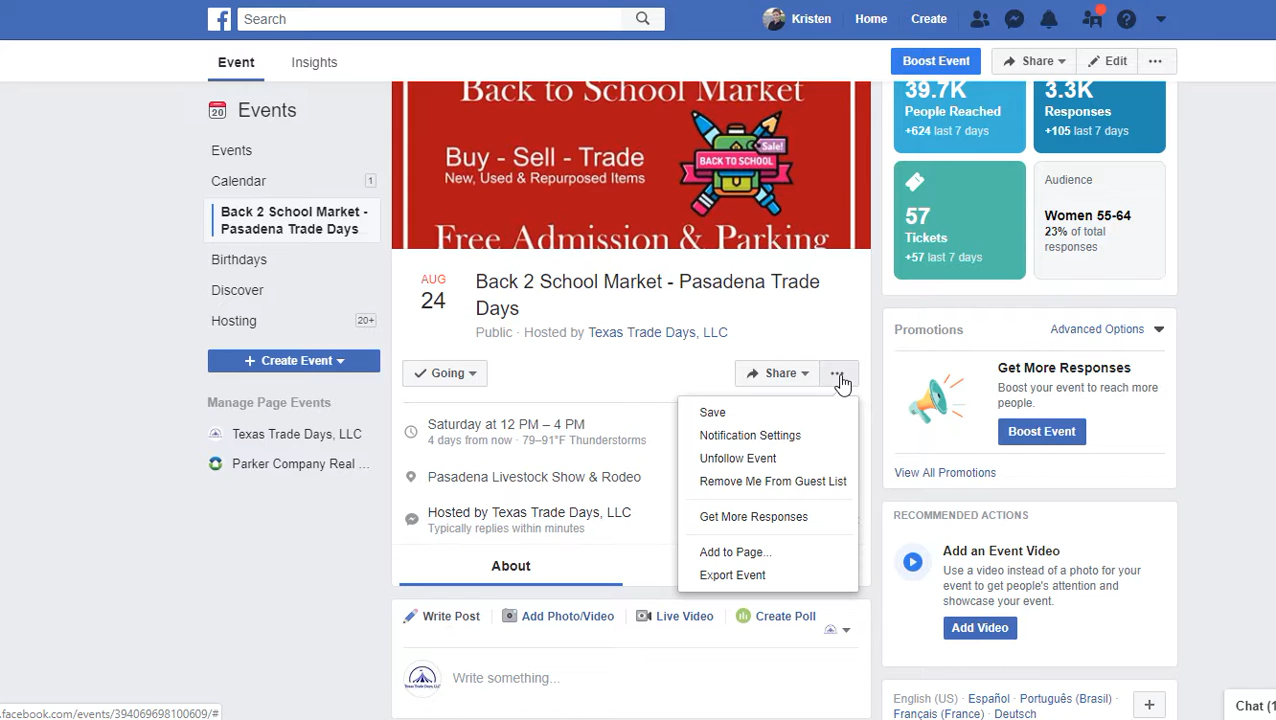 Search
Kristen
Home
Create
Event
Insights
Boost Event
Share
Edit
Events
Events
Calendar
1
Back 2 School Market -
Pasadena Trade Days
Birthdays
Discover
Hosting
20+
+ Create Event
Manage Page Events
Texas Trade Days, LLC
Parker Company Real ...
Back to School Market
Buy - Sell - Trade
New, Used & Repurposed Items
Sale!
BACK TO SCHOOL
Free Admission & Parking
AUG
24
Back 2 School Market - Pasadena Trade
Days
Public · Hosted by Texas Trade Days, LLC
Going
Share
Saturday at 12 PM – 4 PM
4 days from now · 79–91°F Thunderstorms
Pasadena Livestock Show & Rodeo
Hosted by Texas Trade Days, LLC
Typically replies within minutes
About
Save
Notification Settings
Unfollow Event
Remove Me From Guest List
Get More Responses
Add to Page...
Export Event
Write Post
Add Photo/Video
Live Video
Create Poll
Texas Trade Days, LLC
Write something...
39.7K
People Reached
+624 last 7 days
3.3K
Responses
+105 last 7 days
57
Tickets
+57 last 7 days
Audience
Women 55-64
23% of total
responses
Promotions
Advanced Options
Get More Responses
Boost your event to reach more
people.
Boost Event
View All Promotions
RECOMMENDED ACTIONS
Add an Event Video
Use a video instead of a photo for your
event to get people's attention and
showcase your event.
Add Video
English (US) · Español · Português (Brasil) ·
Français (France) · Deutsch
+
Chat (1
.facebook.com/events/394069698100609/#